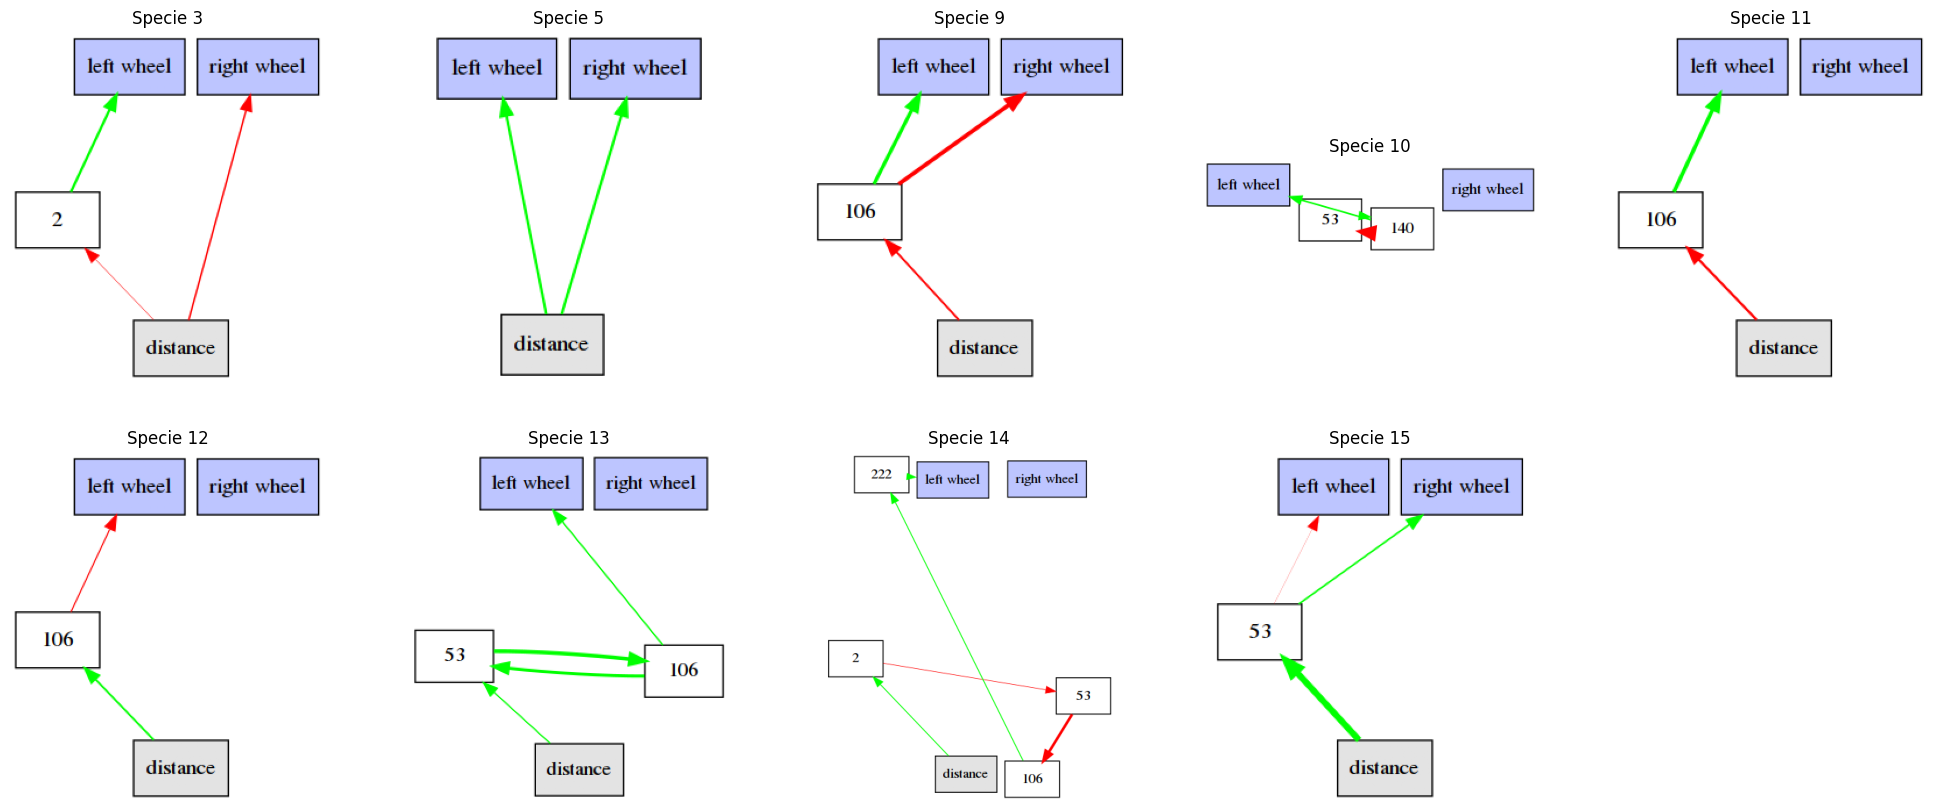 Specie 3
left wheel
right wheel
2
distance
Specie 5
left wheel
right wheel
distance
Specie 9
left wheel
right wheel
106
distance
Specie 10
left wheel
right wheel
53
140
Specie 11
left wheel
right wheel
106
distance
Specie 12
left wheel
right wheel
106
distance
Specie 13
left wheel
right wheel
53
106
distance
Specie 14
222
left wheel
right wheel
2
53
distance
106
Specie 15
left wheel
right wheel
53
distance